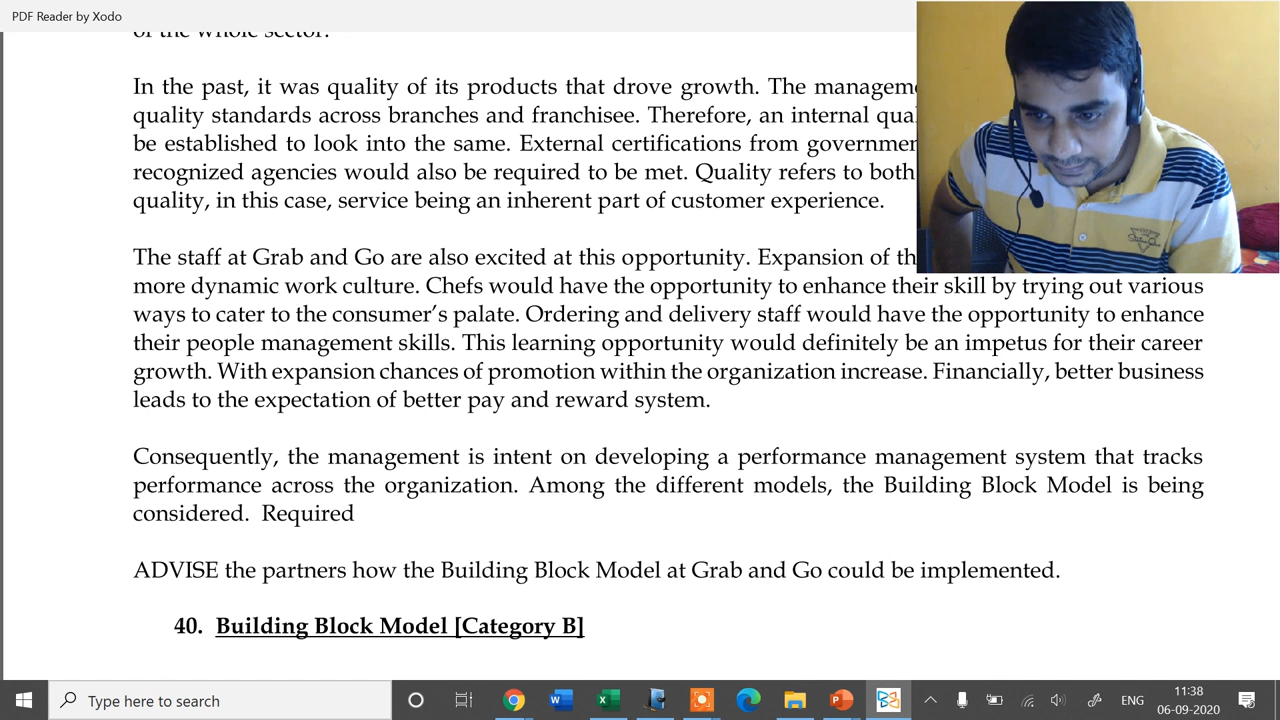 PDF Reader by Xodo
of the whole sector.
In the past, it was quality of its products that drove growth. The
quality standards across branches and franchisee. Therefore, an internal
be established to look into the same. External certifications from
recognized agencies would also be required to be met. Quality refers to both
quality, in this case, service being an inherent part of customer experience.
The staff at Grab and Go are also excited at this opportunity. Expansion of
more dynamic work culture. Chefs would have the opportunity to enhance their skill by trying out various
ways to cater to the consumer’s palate. Ordering and delivery staff would have the opportunity to enhance
their people management skills. This learning opportunity would definitely be an impetus for their career
growth. With expansion chances of promotion within the organization increase. Financially, better business
leads to the expectation of better pay and reward system.
Consequently, the management is intent on developing a performance management system that tracks
performance across the organization. Among the different models, the Building Block Model is being
considered. Required
ADVISE the partners how the Building Block Model at Grab and Go could be implemented.
40. Building Block Model [Category B]
Type here to search
ENG
11:38
06-09-2020